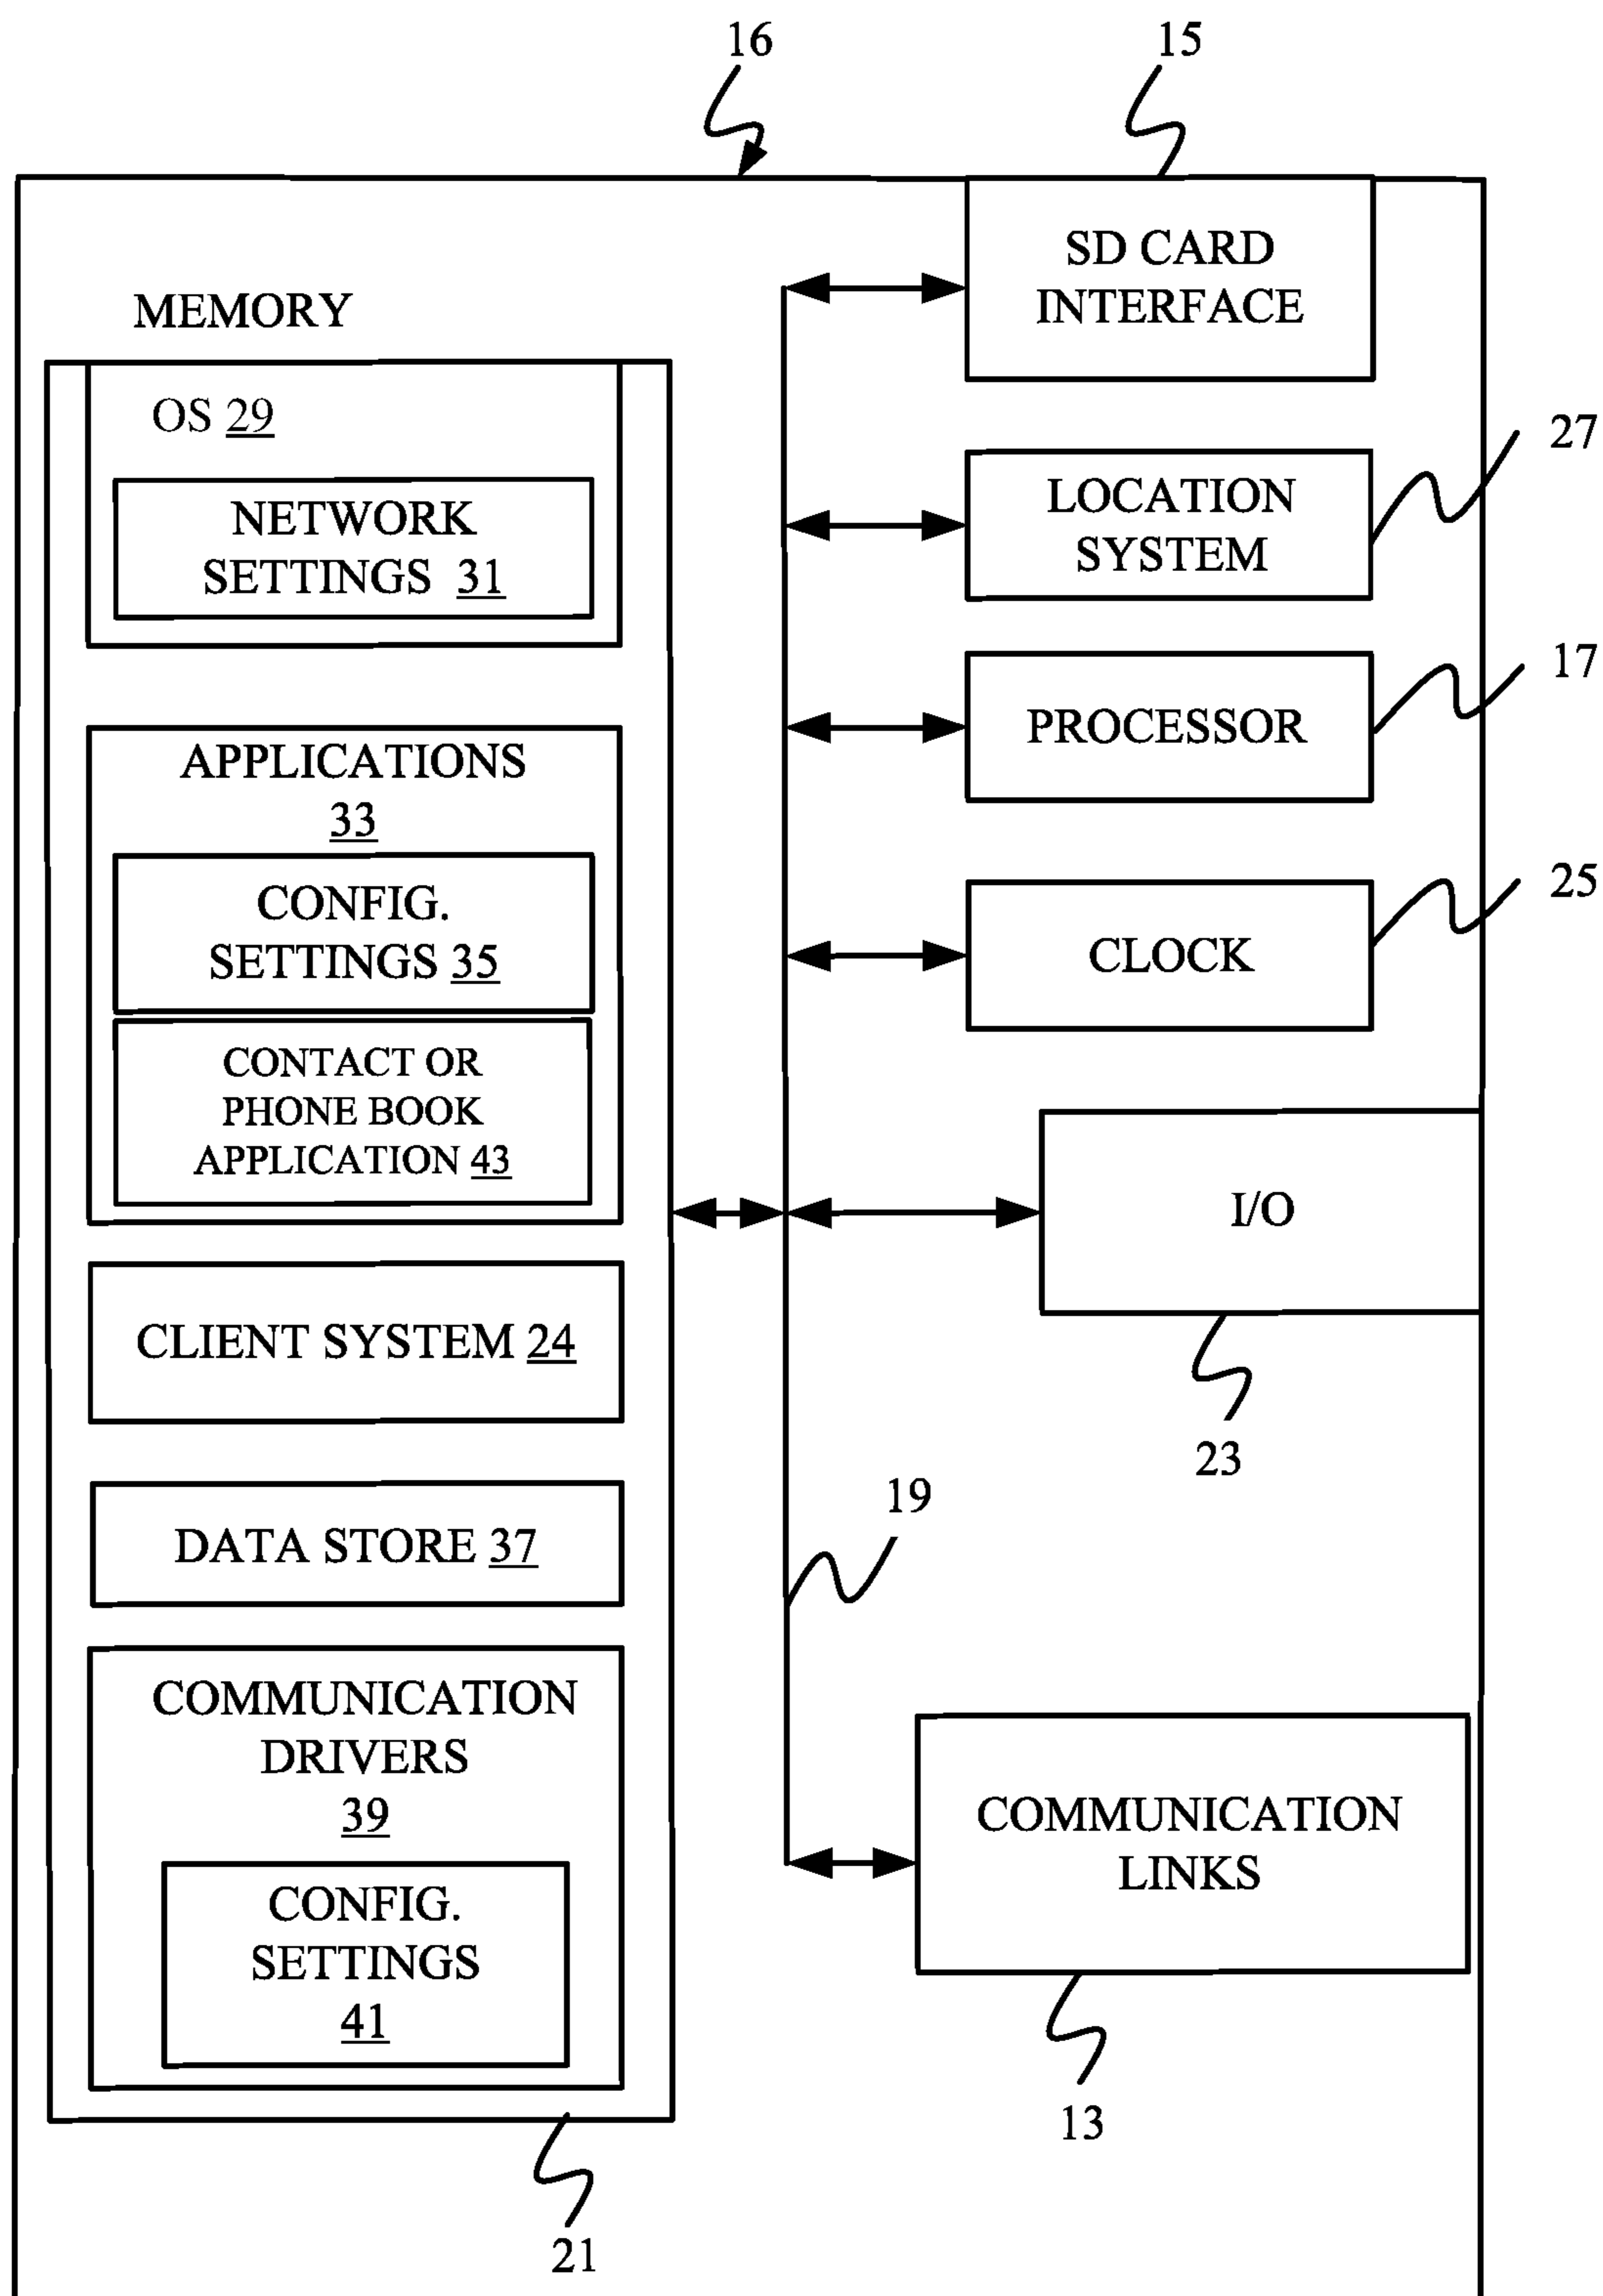 16
15
SD CARD
INTERFACE
MEMORY
OS 29
NETWORK
SETTINGS 31
27
LOCATION
SYSTEM
17
PROCESSOR
APPLICATIONS
33
CONFIG.
SETTINGS 35
25
CLOCK
CONTACT OR
PHONE BOOK
APPLICATION 43
I/O
23
CLIENT SYSTEM 24
19
DATA STORE 37
COMMUNICATION
DRIVERS
39
CONFIG.
SETTINGS
41
COMMUNICATION
LINKS
13
21